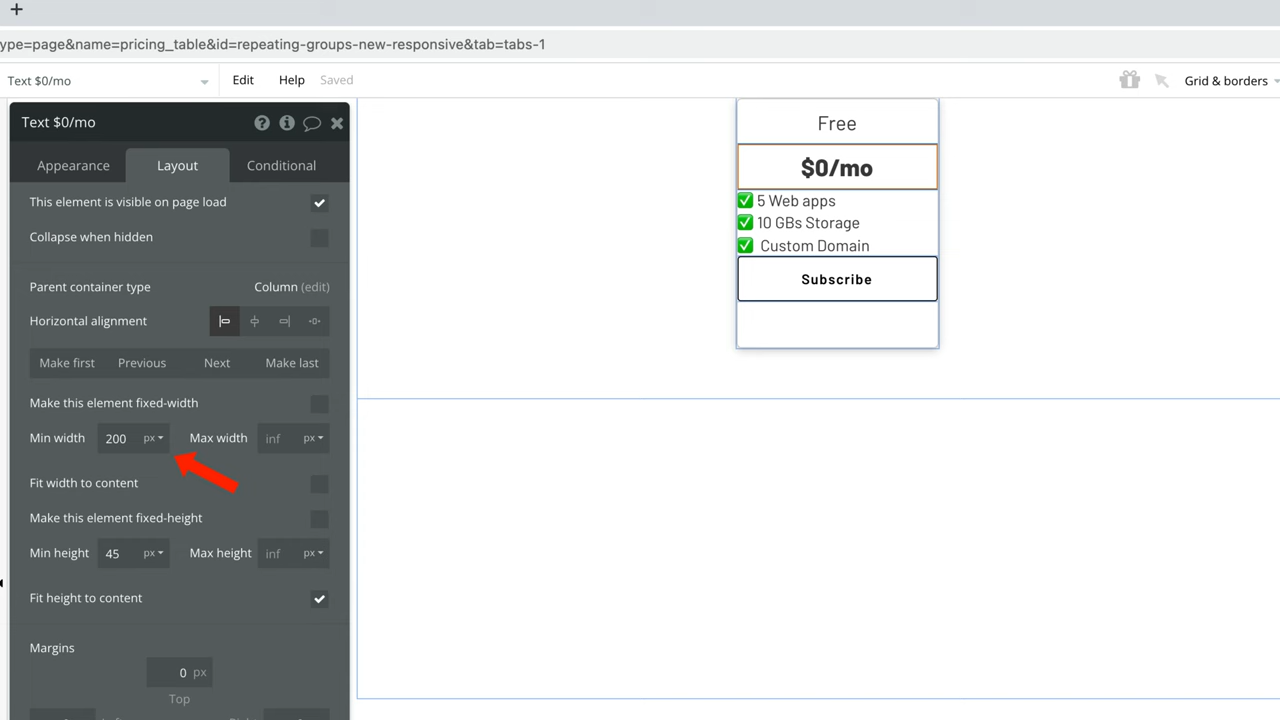 ype=page&name=pricing_table&id=repeating-groups-new-responsive&tab=tabs-1
Text $0/mo
Edit
Help
Saved
Grid & borders
Text $0/mo
Appearance
Layout
Conditional
This element is visible on page load
Collapse when hidden
Parent container type
Column (edit)
Horizontal alignment
Make first
Previous
Next
Make last
Make this element fixed-width
Min width 200 px
Max width inf px
Fit width to content
Make this element fixed-height
Min height 45 px
Max height inf px
Fit height to content
Margins
0 px
Top
Free
$0/mo
5 Web apps
10 GBs Storage
Custom Domain
Subscribe